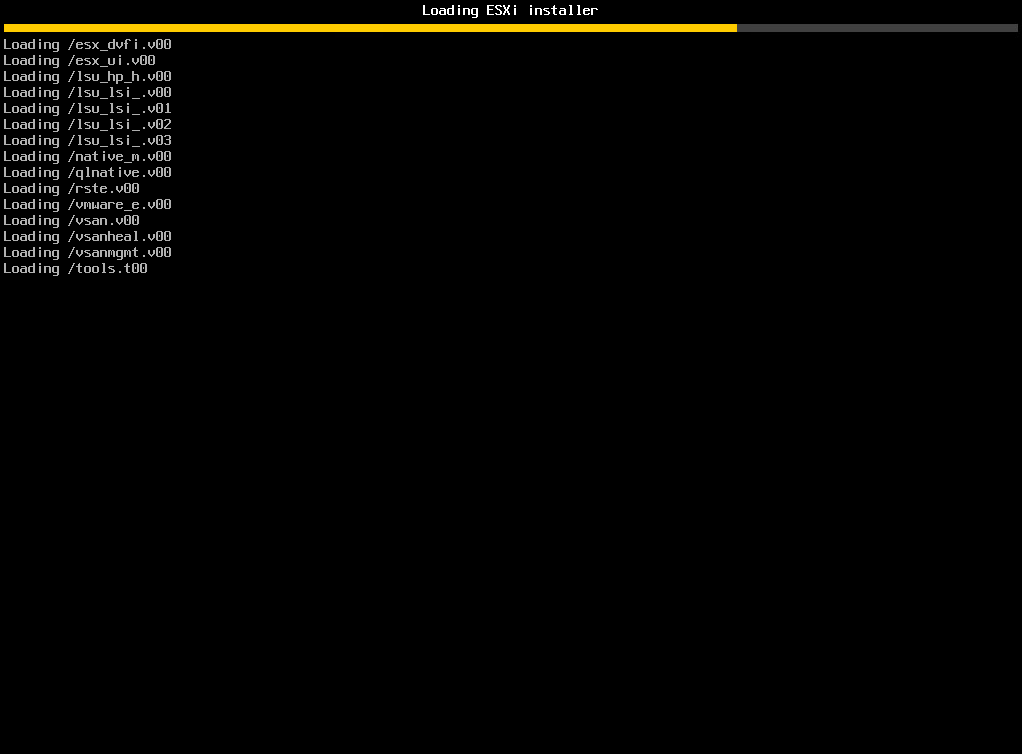 Loading ESXi installer
Loading /esx_dvfi.v00
Loading /esx_ui.v00
Loading /lsu_hp_h.v00
Loading /lsu_lsi_.v00
Loading /lsu_lsi_.v01
Loading /lsu_lsi_.v02
Loading /lsu_lsi_.v03
Loading /native_m.v00
Loading /qlnative.v00
Loading /rste.v00
Loading /vmware_e.v00
Loading /vsan.v00
Loading /vsanheal.v00
Loading /vsanmgmt.v00
Loading /tools.t00